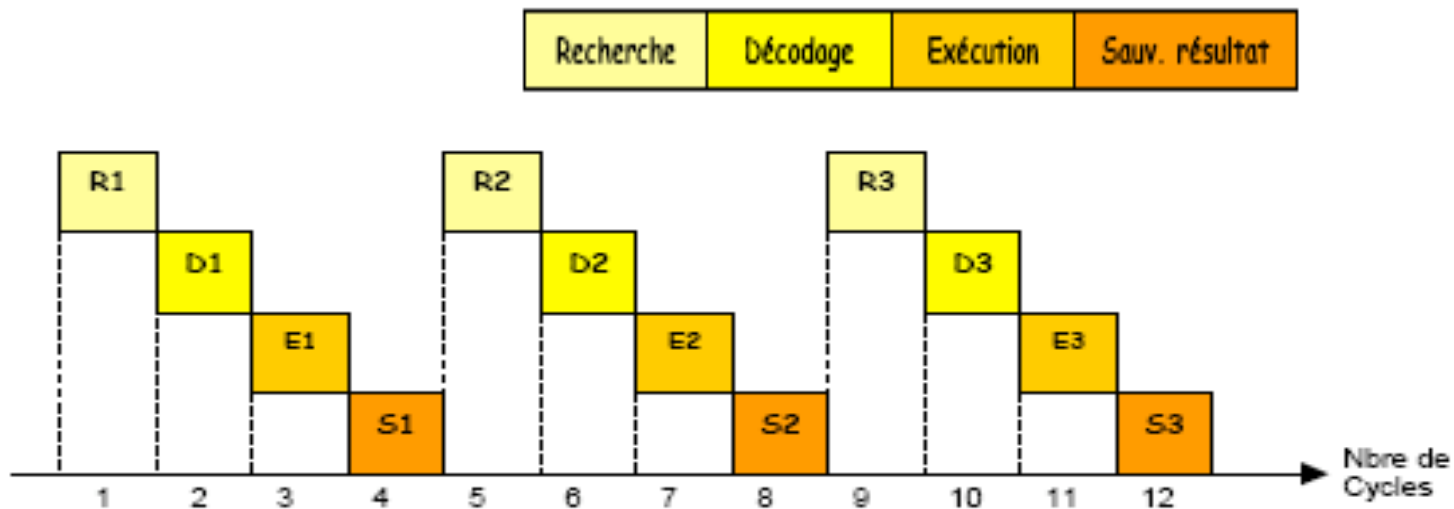 Recherche Décodage Exécution Sauv. résultat
R1 R2 R3
D1 D2 D3
E1 E2 E3
S1 S2 S3
1 2 3 4 5 6 7 8 9 10 11 12
Nbre de
Cycles